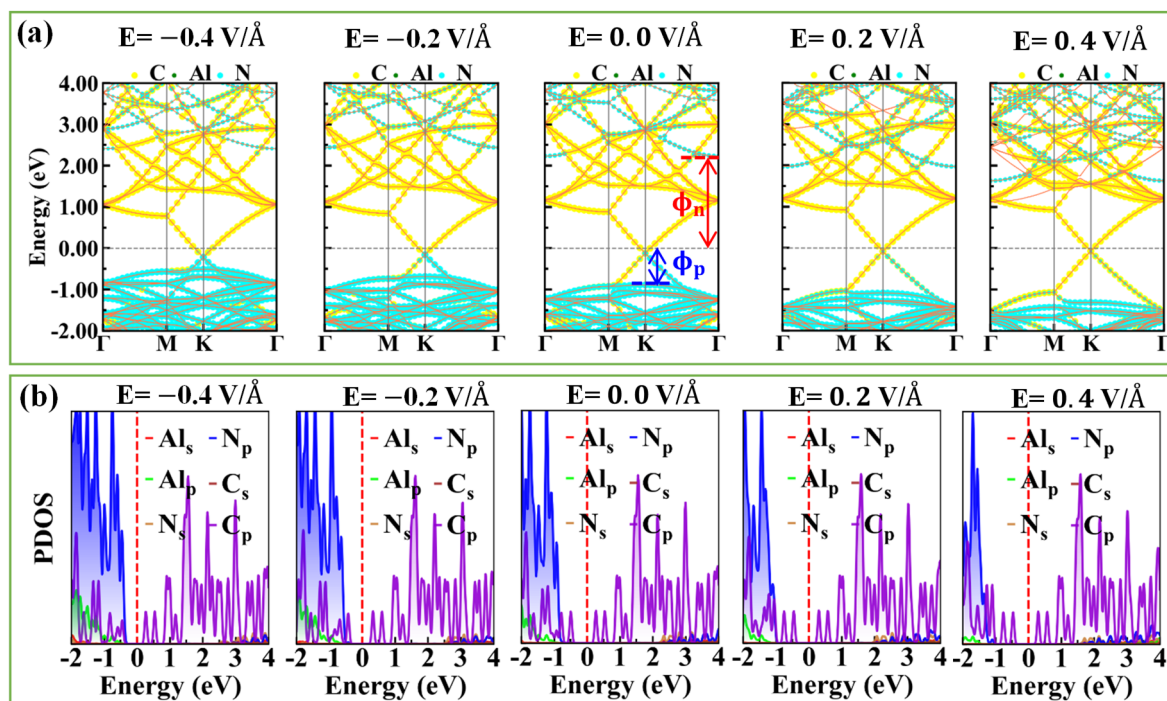 (a) E= −0.4 V/Å E= −0.2 V/Å E= 0.0 V/Å E= 0.2 V/Å E= 0.4 V/Å
C Al N C Al N C Al N C Al N C Al N
4.00
3.00
2.00
1.00
0.00
-1.00
-2.00
Energy (eV)
ϕn
ϕp
Γ M K Γ Γ M K Γ Γ M K Γ Γ M K Γ Γ M K Γ
(b) E= −0.4 V/Å E= −0.2 V/Å E= 0.0 V/Å E= 0.2 V/Å E= 0.4 V/Å
PDOS
Als Np Als Np Als Np Als Np Als Np
Alp Cs Alp Cs Alp Cs Alp Cs Alp Cs
Ns Cp Ns Cp Ns Cp Ns Cp Ns Cp
-2 -1 0 1 2 3 4 -2 -1 0 1 2 3 4 -2 -1 0 1 2 3 4 -2 -1 0 1 2 3 4 -2 -1 0 1 2 3 4
Energy (eV) Energy (eV) Energy (eV) Energy (eV) Energy (eV)